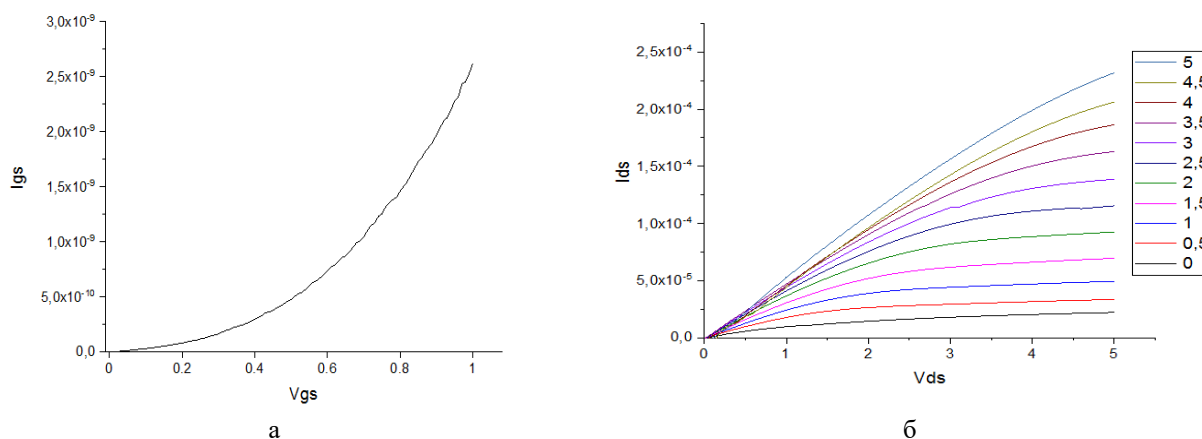 3,0x10⁻⁹
2,5x10⁻⁹
2,0x10⁻⁹
1,5x10⁻⁹
1,0x10⁻⁹
5,0x10⁻¹⁰
0,0
Igs
0
0.2
0.4
0.6
0.8
1
Vgs
а
2,5x10⁻⁴
2,0x10⁻⁴
1,5x10⁻⁴
1,0x10⁻⁴
5,0x10⁻⁵
0,0
Ids
0
1
2
3
4
5
Vds
5
4,5
4
3,5
3
2,5
2
1,5
1
0,5
0
б